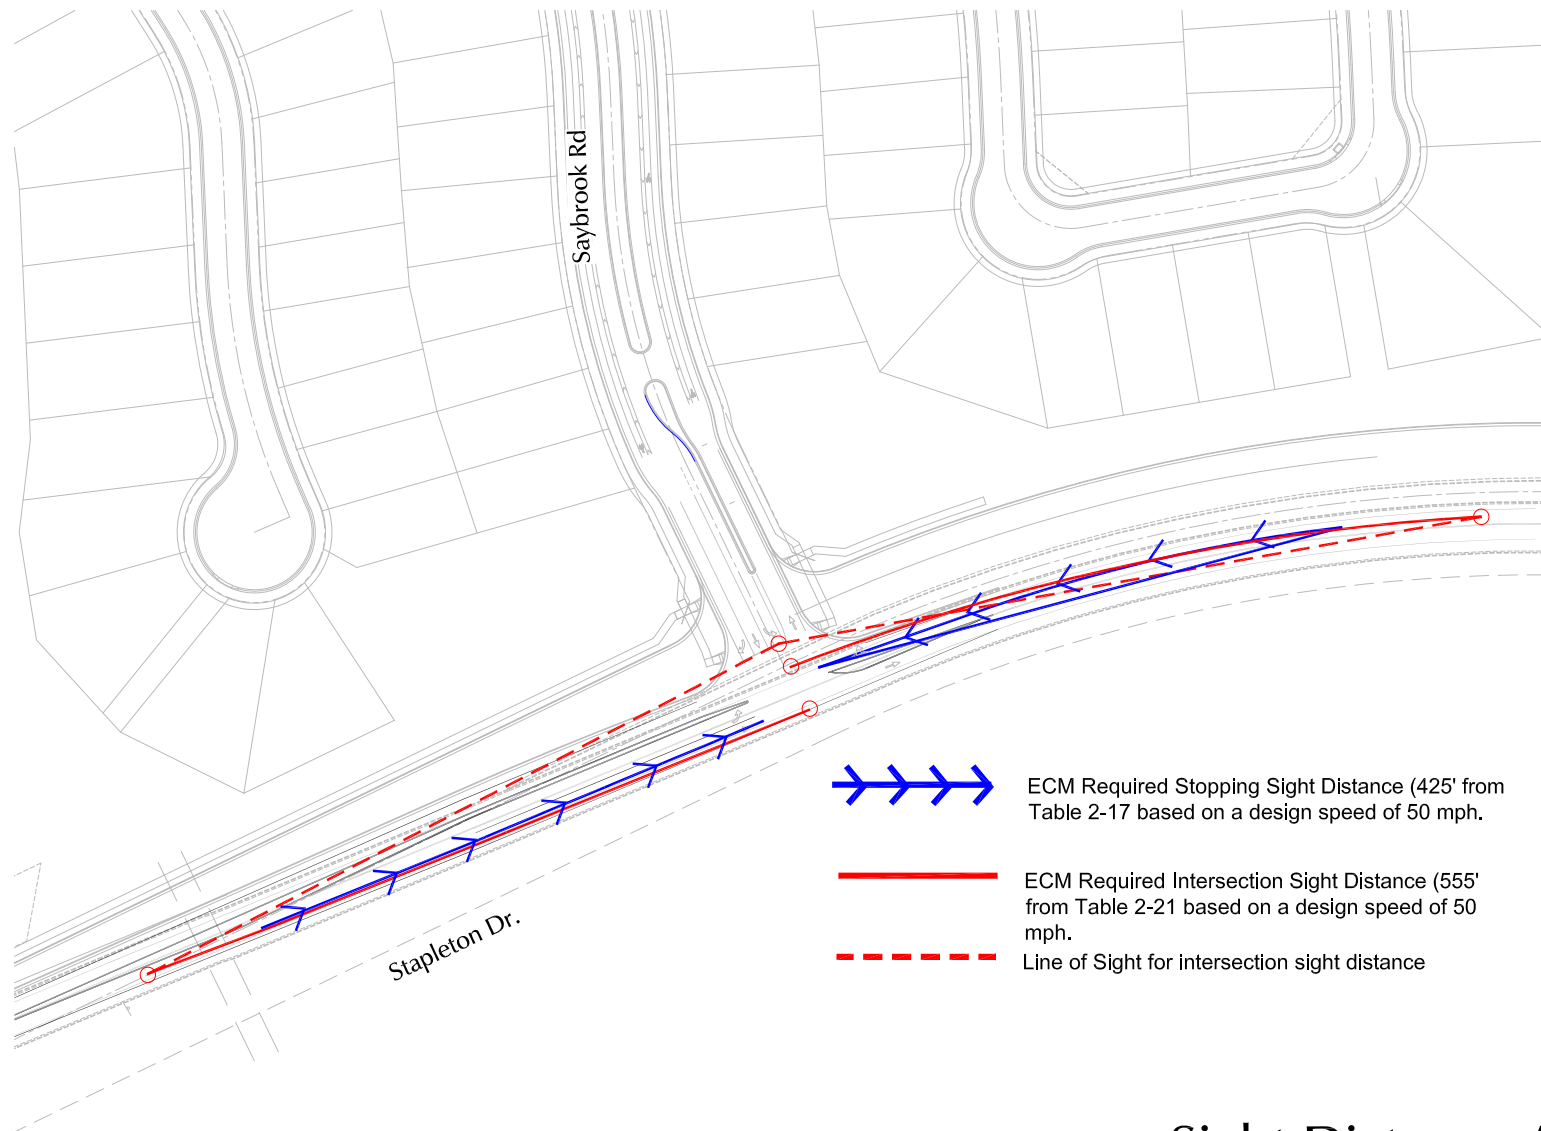 Saybrook Rd
ECM Required Stopping Sight Distance (425' from
Table 2-17 based on a design speed of 50 mph.
ECM Required Intersection Sight Distance (555'
from Table 2-21 based on a design speed of 50
mph.
Line of Sight for intersection sight distance
Stapleton Dr.